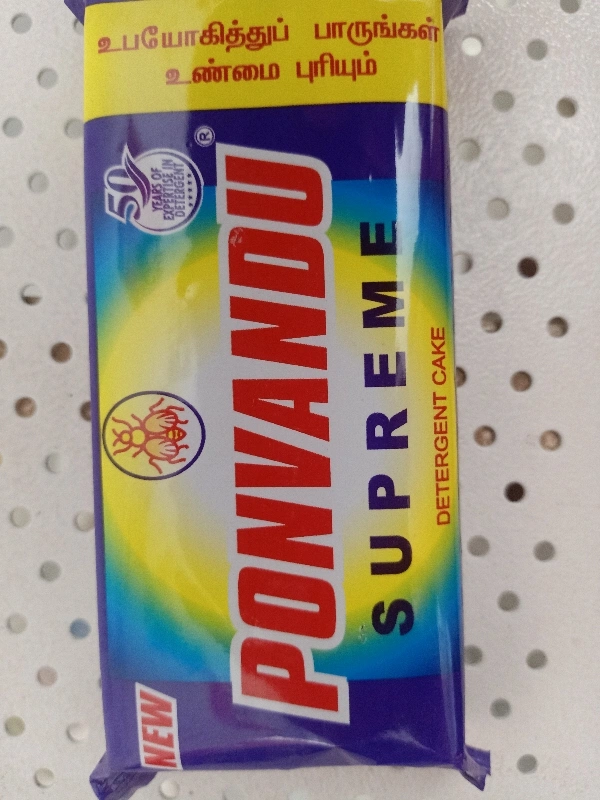 உபயோகித்துப் பாருங்கள்
உண்மை புரியும்
50
YEARS OF
EXPERTISE IN
DETERGENT
®
PONVANDU
SUPREME
DETERGENT CAKE
NEW